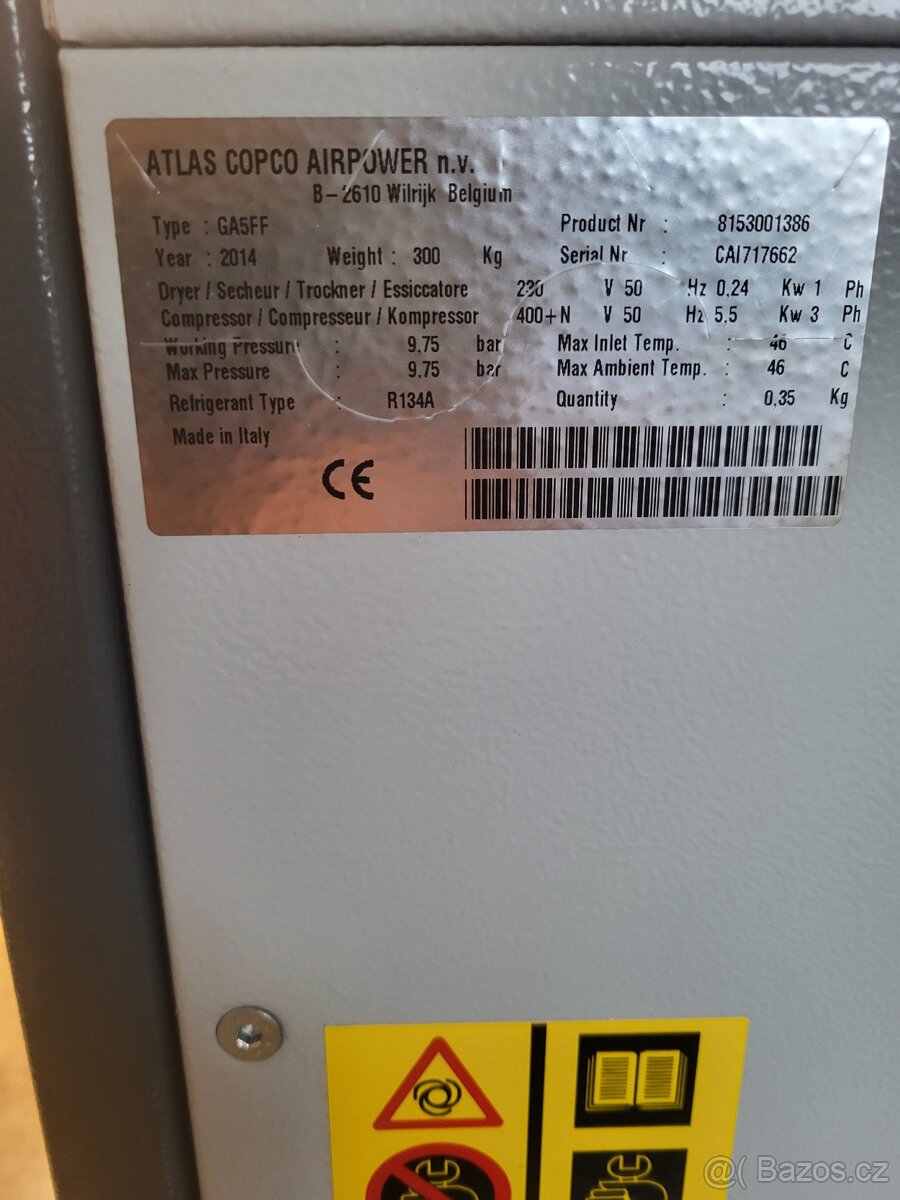 ATLAS COPCO AIRPOWER n.v.
B-2610 Wilrijk Belgium
Type : GA5FF Product Nr : 8153001386
Year : 2014 Weight : 300 Kg Serial Nr : CAI717662
Dryer / Secheur / Trockner / Essiccatore 230 V 50 Hz 0,24 Kw 1 Ph
Compressor / Compresseur / Kompressor 400+N V 50 Hz 5,5 Kw 3 Ph
Working Pressure : 9,75 bar Max Inlet Temp. : 46 C
Max Pressure : 9,75 bar Max Ambient Temp. : 46 C
Refrigerant Type : R134A Quantity : 0,35 Kg
Made in Italy
CE
@( Bazos.cz